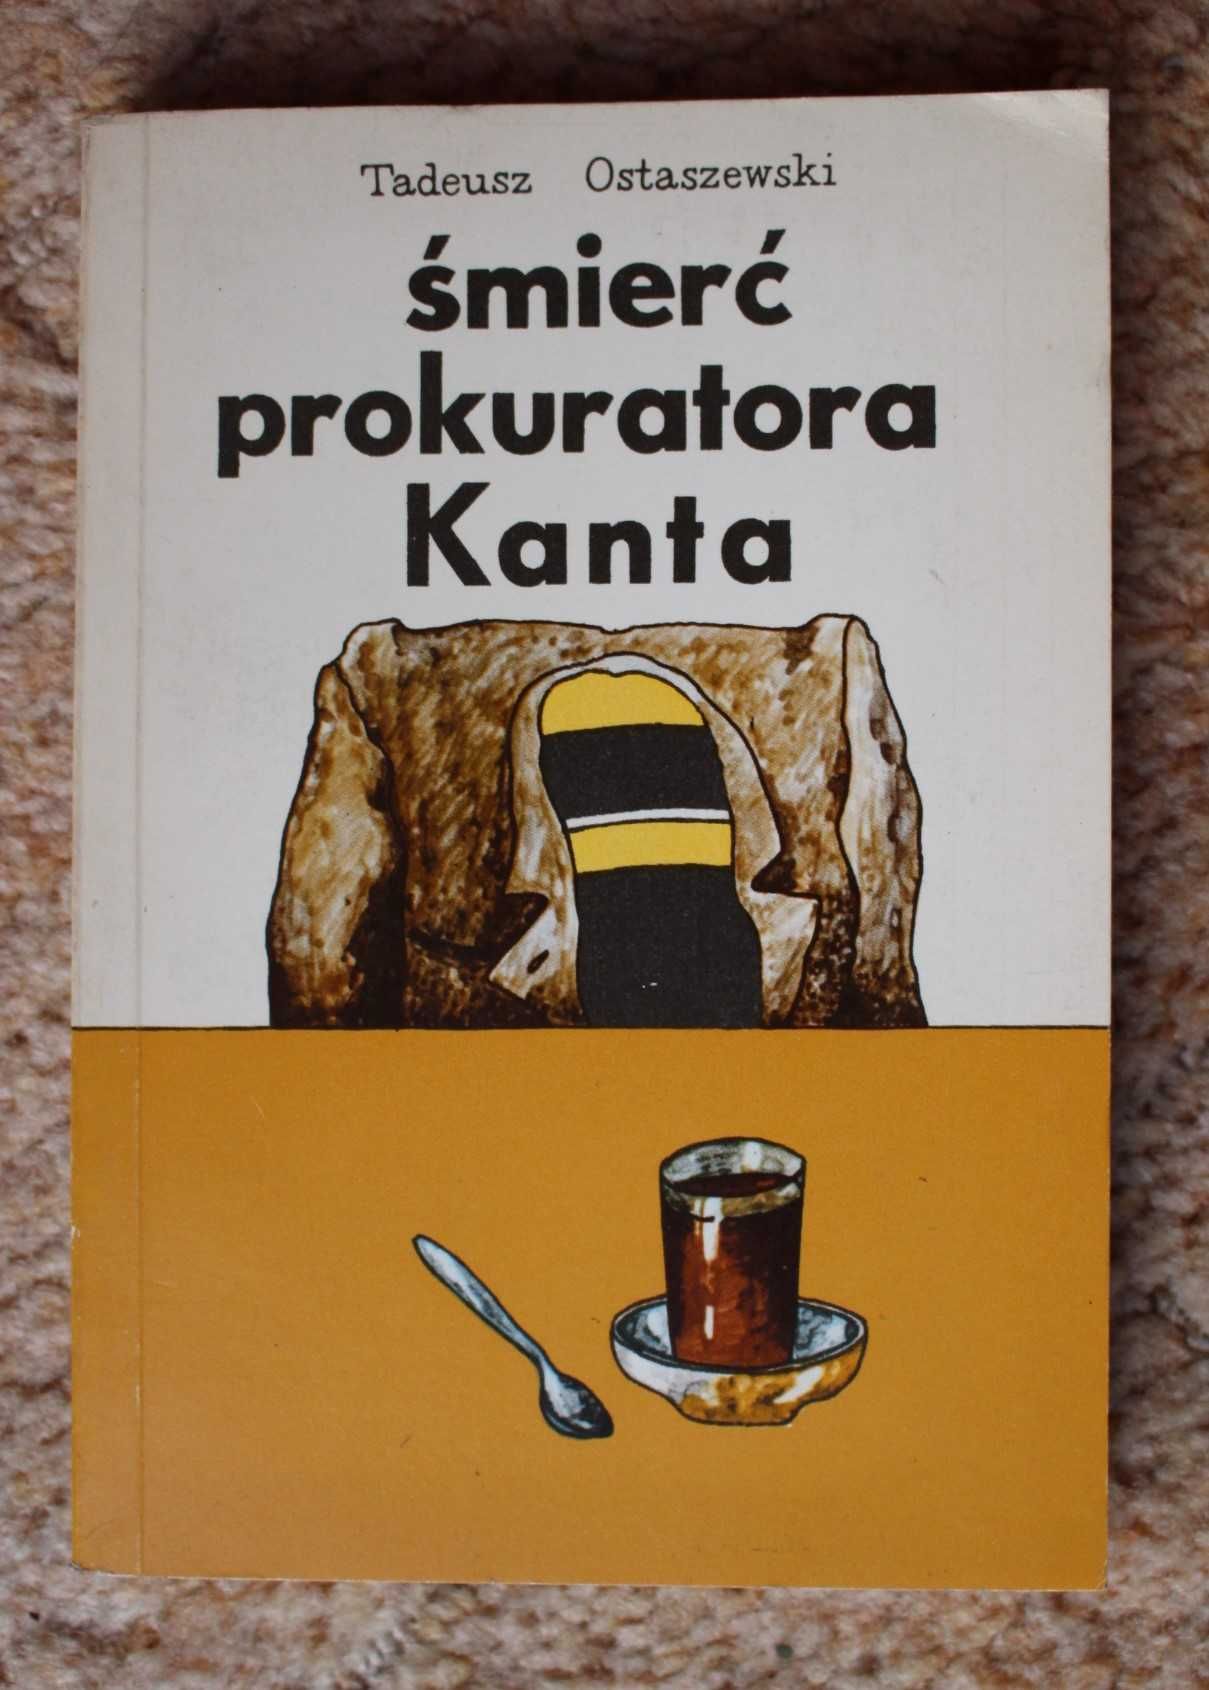 Tadeusz Ostaszewski
śmierć
prokuratora
Kanta